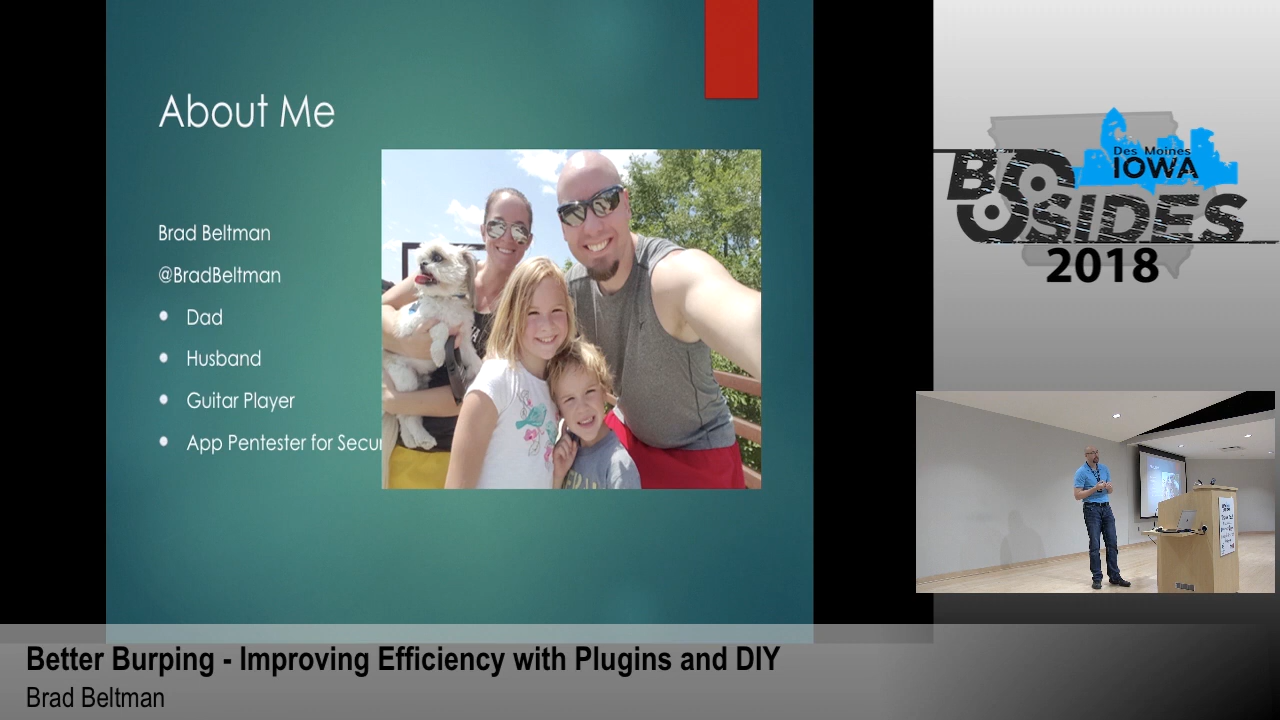 About Me
Brad Beltman
@BradBeltman
Dad
Husband
Guitar Player
App Pentester for Secur
Des Moines
IOWA
BSIDES
2018
Better Burping - Improving Efficiency with Plugins and DIY
Brad Beltman